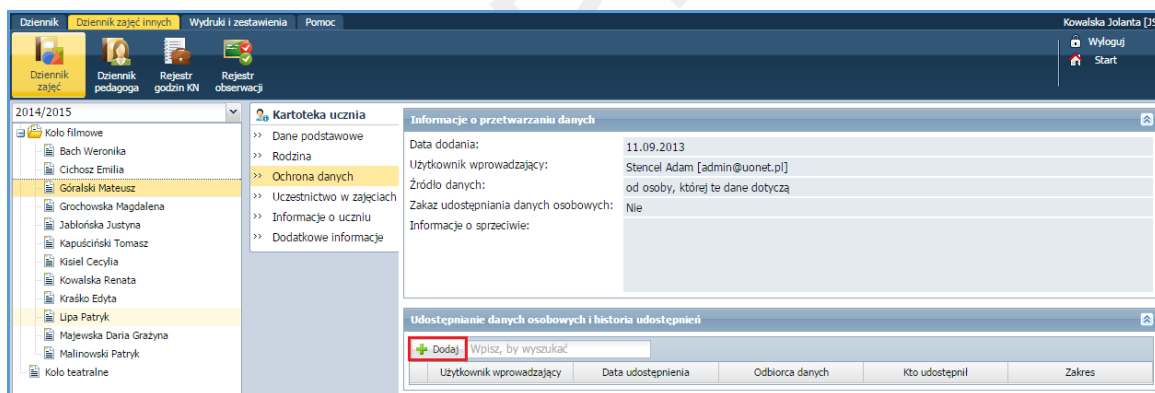 Dziennik Dziennik zajęć innych Wydruki i zestawienia Pomoc Kowalska Jolanta [JS
Wyloguj
Start
Dziennik zajęć
Dziennik pedagoga
Rejestr godzin KN
Rejestr obserwacji
2014/2015
Koło filmowe
Bach Weronika
Cichosz Emilia
Góralski Mateusz
Grochowska Magdalena
Jabłońska Justyna
Kapuściński Tomasz
Kisiel Cecylia
Kowalska Renata
Kraśko Edyta
Lipa Patryk
Majewska Daria Grażyna
Malinowski Patryk
Koło teatralne
Kartoteka ucznia
Dane podstawowe
Rodzina
Ochrona danych
Uczestnictwo w zajęciach
Informacje o uczniu
Dodatkowe informacje
Informacje o przetwarzaniu danych
Data dodania: 11.09.2013
Użytkownik wprowadzający: Stencel Adam [admin@uonet.pl]
Źródło danych: od osoby, której te dane dotyczą
Zakaz udostępniania danych osobowych: Nie
Informacje o sprzeciwie:
Udostępnianie danych osobowych i historia udostępnień
Dodaj Wpisz, by wyszukać
Użytkownik wprowadzający Data udostępnienia Odbiorca danych Kto udostępnił Zakres